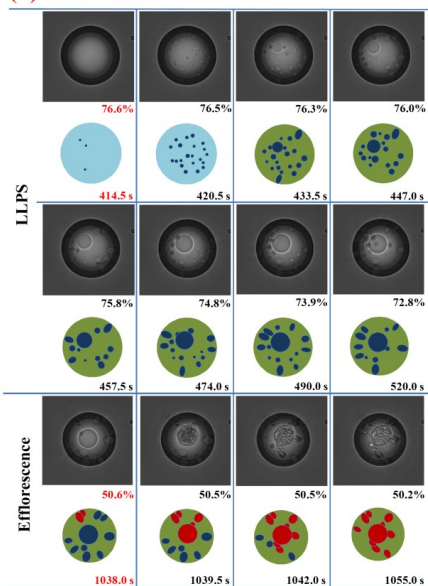 76.6% 76.5% 76.3% 76.0%
414.5 s 420.5 s 433.5 s 447.0 s
LLPS
75.8% 74.8% 73.9% 72.8%
457.5 s 474.0 s 490.0 s 520.0 s
50.6% 50.5% 50.5% 50.2%
Efflorescence
1038.0 s 1039.5 s 1042.0 s 1055.0 s